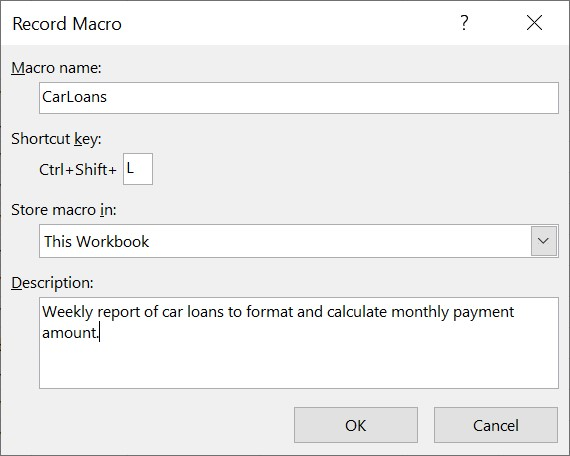 Record Macro ?
Macro name:
CarLoans
Shortcut key:
Ctrl+Shift+ L
Store macro in:
This Workbook
Description:
Weekly report of car loans to format and calculate monthly payment
amount.
OK Cancel